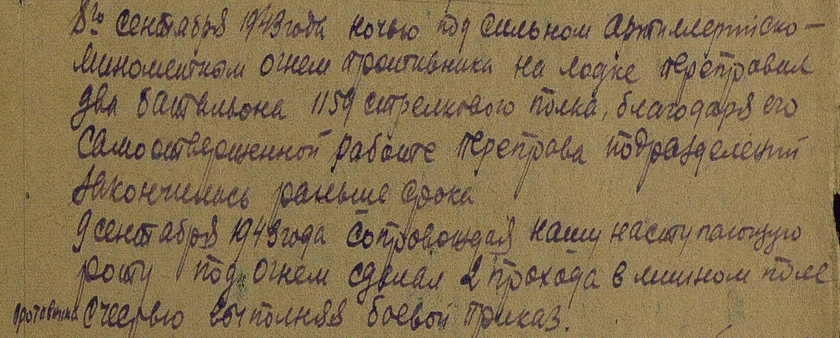 8го сентября 1943 года ночью под сильном артиллерийско-
миномейтным огнем противника на лодке переправил
два батальона 1159 стрелкового полка, благодаря его
самоотверженной работе переправа подразделений
закончилась раньше срока
9 сентября 1943 года сопровождая нашу наступающую
роту под огнем сделал 2 прохода в минном поле
противника с честью выполняя боевой приказ.